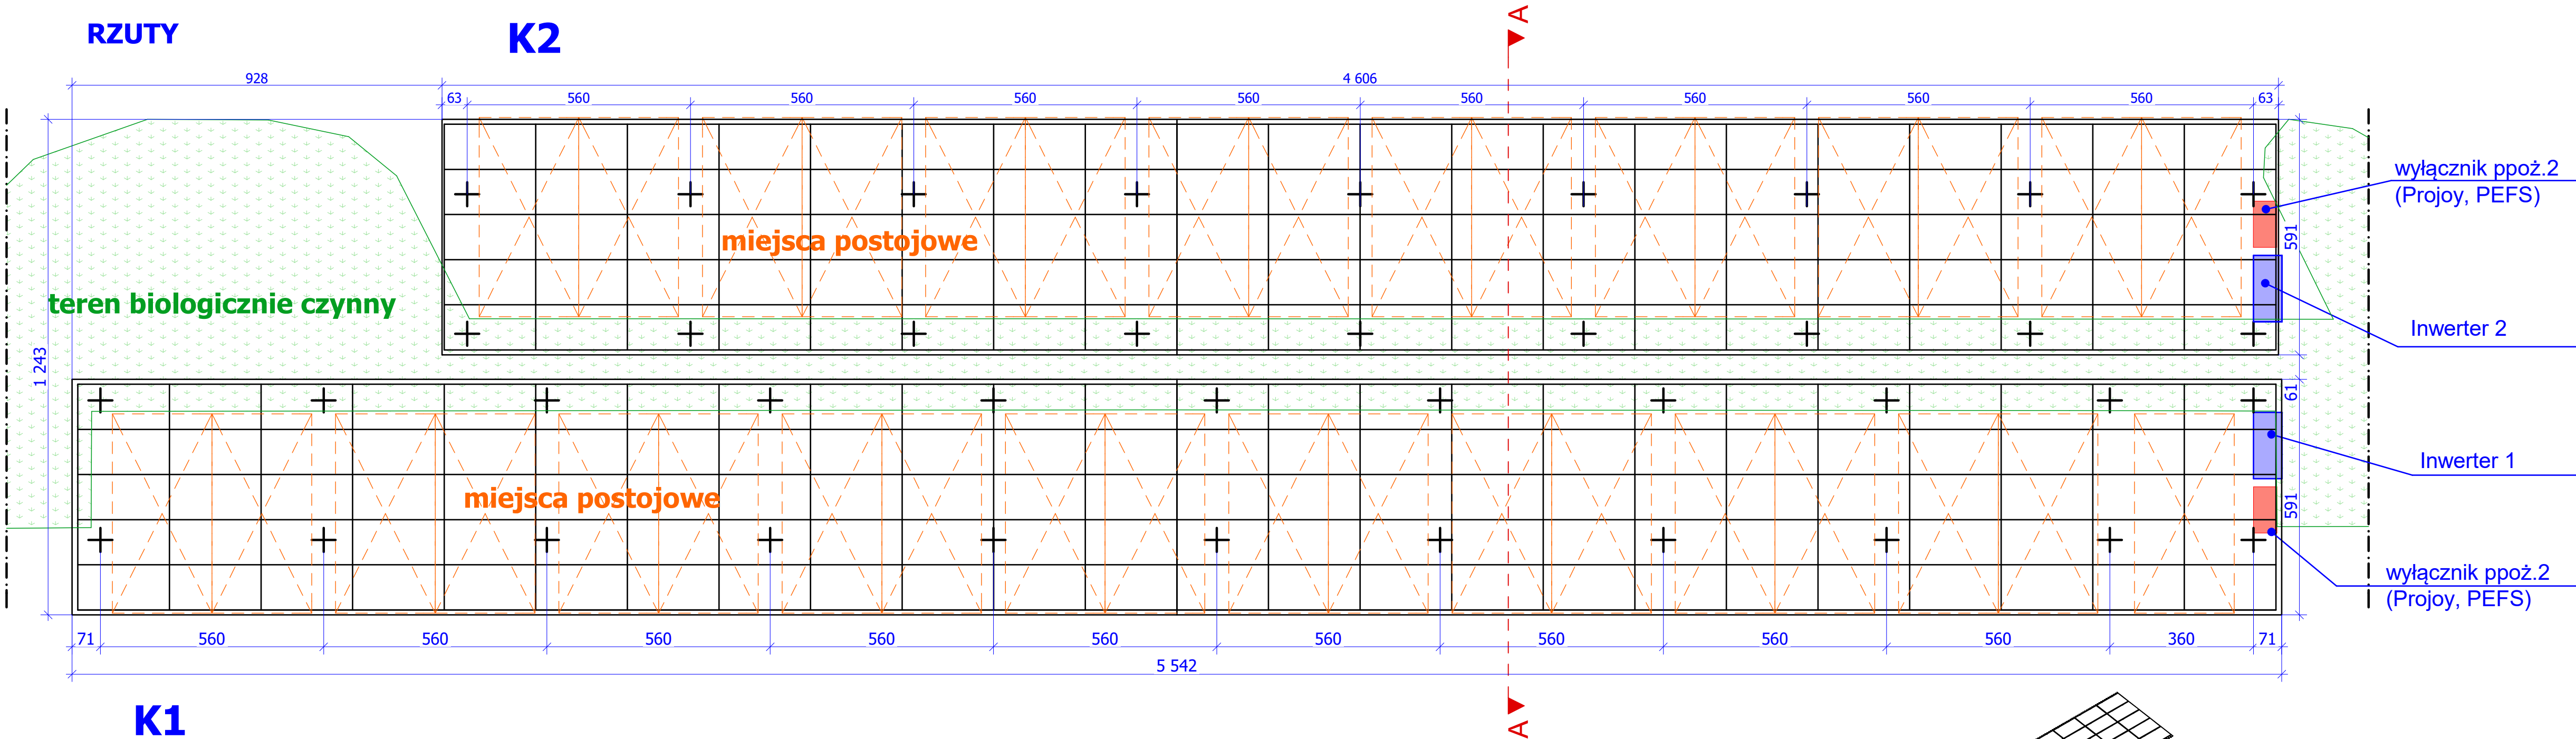 RZUTY
K2
A
928
4 606
63
560
560
560
560
560
560
560
560
63
wyłącznik ppoż.2
(Projoy, PEFS)
591
miejsca postojowe
teren biologicznie czynny
Inwerter 2
1 243
61
Inwerter 1
591
miejsca postojowe
wyłącznik ppoż.2
(Projoy, PEFS)
71
560
560
560
560
560
560
560
560
560
360
71
5 542
K1
A